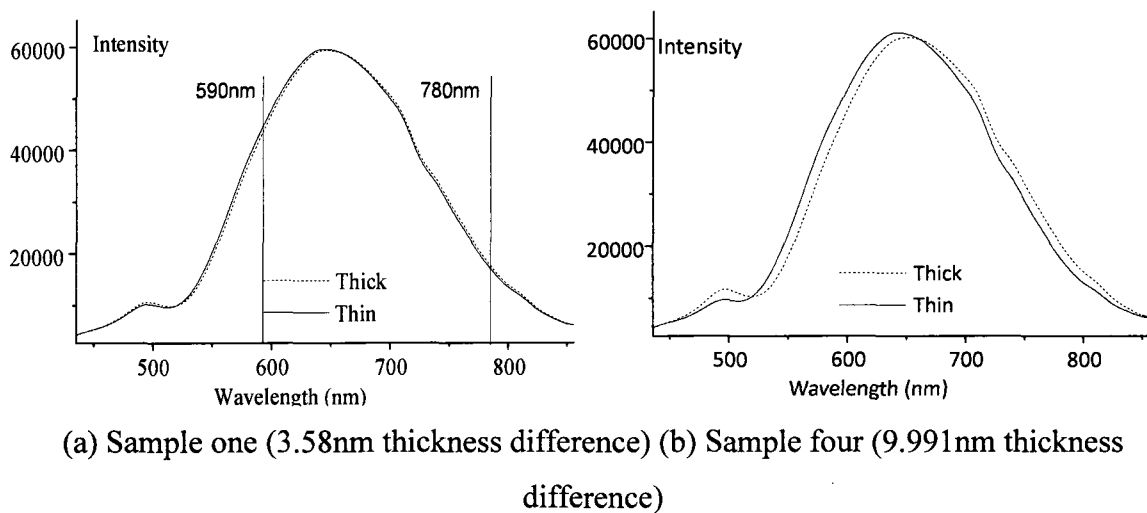 60000
Intensity
590nm
780nm
40000
20000
Thick
Thin
500 600 700 800
Wavelength (nm)
60000
Intensity
40000
20000
Thick
Thin
500 600 700 800
Wavelength (nm)
(a) Sample one (3.58nm thickness difference) (b) Sample four (9.991nm thickness
difference)